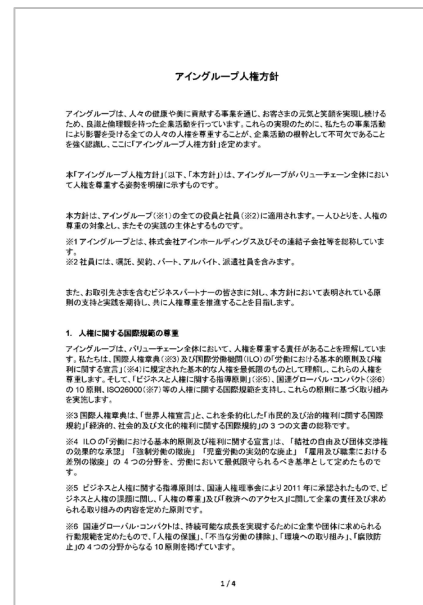 アイングループ人権方針
アイングループは、人々の健康や美に貢献する事業を通じ、お客さまの元気と笑顔を実現し続ける
ため、良識と倫理観を持った企業活動を行っています。これらの実現のために、私たちの事業活動
により影響を受ける全ての人々の人権を尊重することが、企業活動の根幹として不可欠であること
を強く認識し、ここに「アイングループ人権方針」を定めます。
本「アイングループ人権方針」（以下、「本方針」）は、アイングループがバリューチェーン全体におい
て人権を尊重する姿勢を明確に示すものです。
本方針は、アイングループ（※1）の全ての役員と社員（※2）に適用されます。一人ひとりを、人権の
尊重の対象とし、またその実践の主体とするものです。
※1 アイングループとは、株式会社アインホールディングス及びその連結子会社等を総称していま
す。
※2 社員には、嘱託、契約、パート、アルバイト、派遣社員を含みます。
また、お取引先さまを含むビジネスパートナーの皆さまに対し、本方針において表明されている原
則の支持と実践を期待し、共に人権尊重を推進することを目指します。
1. 人権に関する国際規範の尊重
アイングループは、バリューチェーン全体において、人権を尊重する責任があることを理解していま
す。私たちは、国際人権章典（※3）及び国際労働機関（ILO）の「労働における基本的原則及び権
利に関する宣言」（※4）に規定された基本的な人権を最低限のものとして理解し、これらの人権を
尊重します。そして、「ビジネスと人権に関する指導原則」（※5）、国連グローバル・コンパクト（※6）
の 10 原則、ISO26000（※7）等の人権に関する国際規範を支持し、これらの原則に基づく取り組み
を実施します。
※3 国際人権章典は、「世界人権宣言」と、これを条約化した「市民的及び政治的権利に関する国際
規約」「経済的、社会的及び文化的権利に関する国際規約」の 3 つの文書の総称です。
※4 ILO の「労働における基本的原則及び権利に関する宣言」は、「結社の自由及び団体交渉権
の効果的な承認」「強制労働の撤廃」「児童労働の実効的な廃止」「雇用及び職業における
差別の撤廃」の 4 つの分野を、労働において最低限守られるべき基準として定めたもので
す。
※5 ビジネスと人権に関する指導原則は、国連人権理事会により 2011 年に承認されたもので、ビ
ジネスと人権の課題に関し、「人権の尊重」及び「救済へのアクセス」に関して企業の責任及び求め
られる取り組みの内容を定めた原則です。
※6 国連グローバル・コンパクトは、持続可能な成長を実現するために企業や団体に求められる
行動規範を定めたもので、「人権の保護」、「不当な労働の排除」、「環境への取り組み」、「腐敗防
止」の 4 つの分野からなる 10 原則を掲げています。
1 / 4